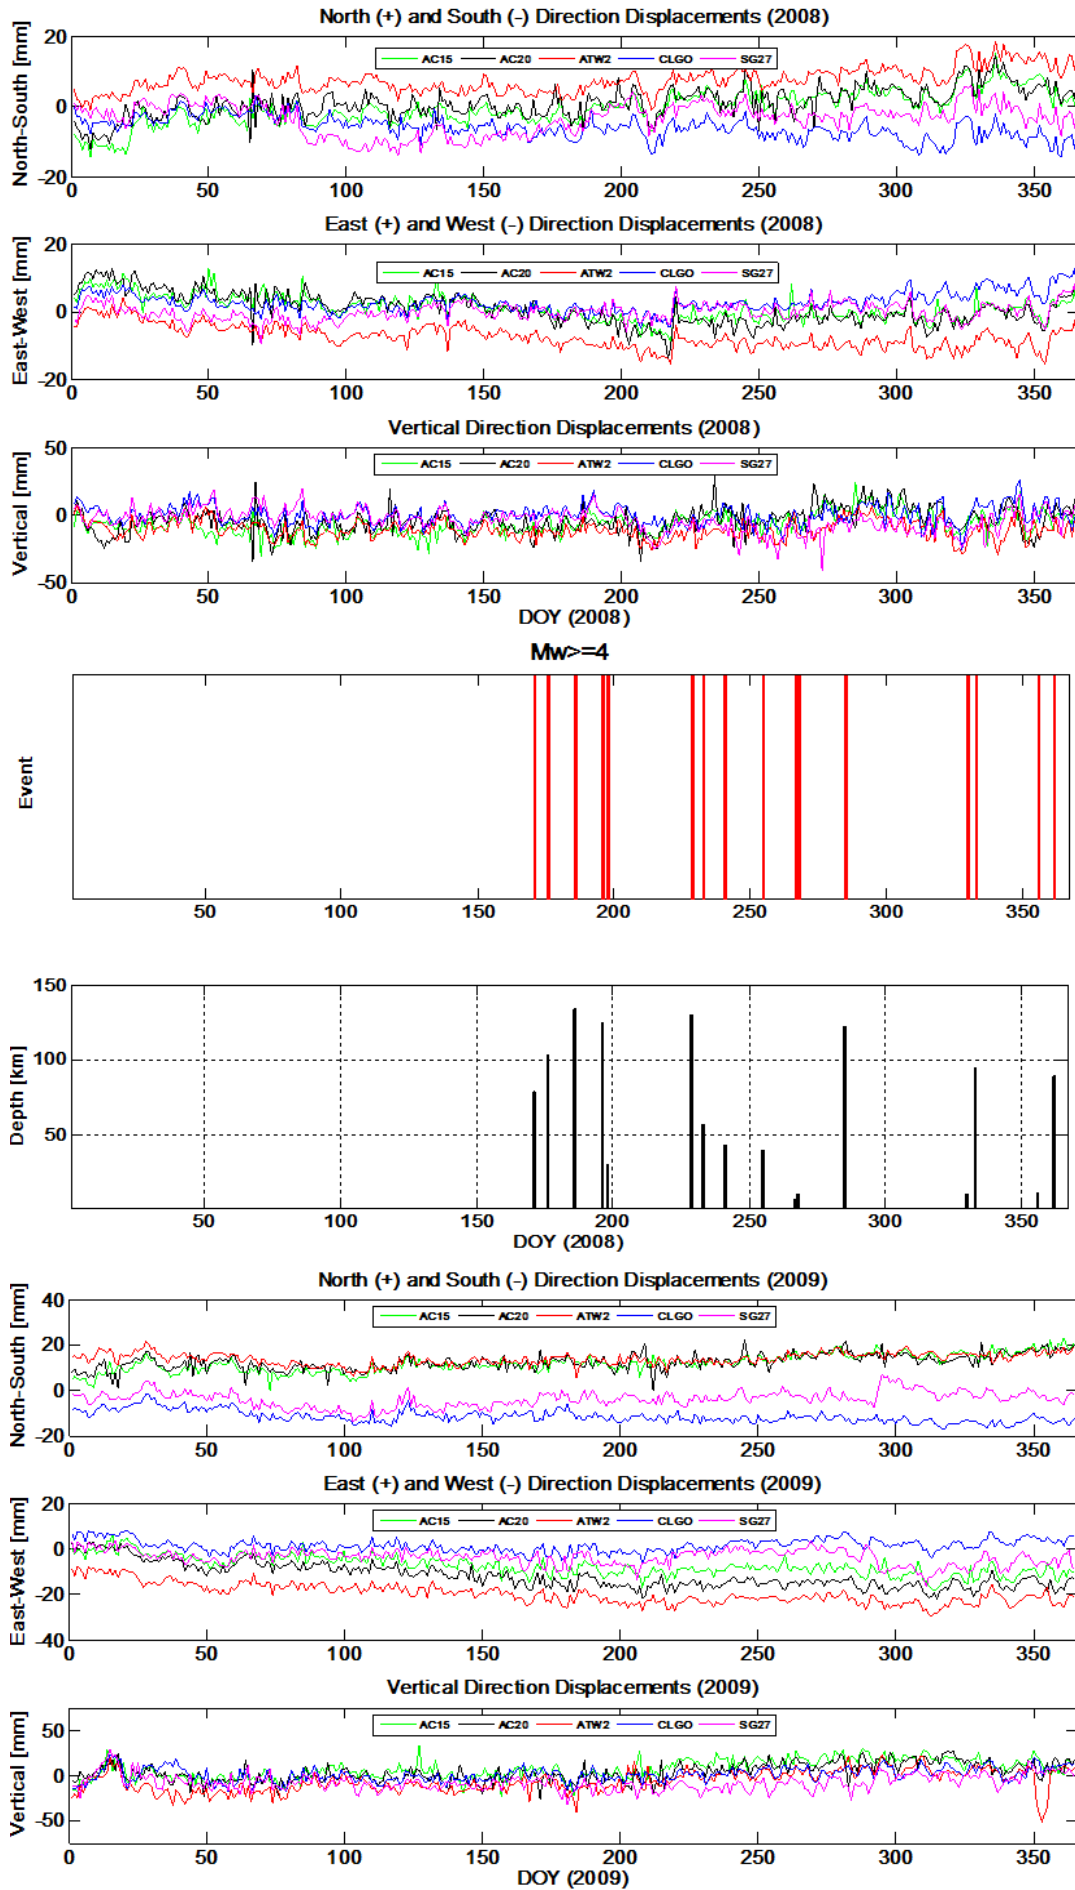 North (+) and South (-) Direction Displacements (2008)
North-South [mm]
20
0
-20
AC15 AC20 ATW2 CLGO SG27
0 50 100 150 200 250 300 350
East (+) and West (-) Direction Displacements (2008)
East-West [mm]
20
0
-20
AC15 AC20 ATW2 CLGO SG27
0 50 100 150 200 250 300 350
Vertical Direction Displacements (2008)
Vertical [mm]
50
0
-50
AC15 AC20 ATW2 CLGO SG27
0 50 100 150 200 250 300 350
DOY (2008)
Mw>=4
Event
50 100 150 200 250 300 350
Depth [km]
150
100
50
50 100 150 200 250 300 350
DOY (2008)
North (+) and South (-) Direction Displacements (2009)
North-South [mm]
40
20
0
-20
AC15 AC20 ATW2 CLGO SG27
0 50 100 150 200 250 300 350
East (+) and West (-) Direction Displacements (2009)
East-West [mm]
20
0
-20
-40
AC15 AC20 ATW2 CLGO SG27
0 50 100 150 200 250 300 350
Vertical Direction Displacements (2009)
Vertical [mm]
50
0
-50
AC15 AC20 ATW2 CLGO SG27
0 50 100 150 200 250 300 350
DOY (2009)